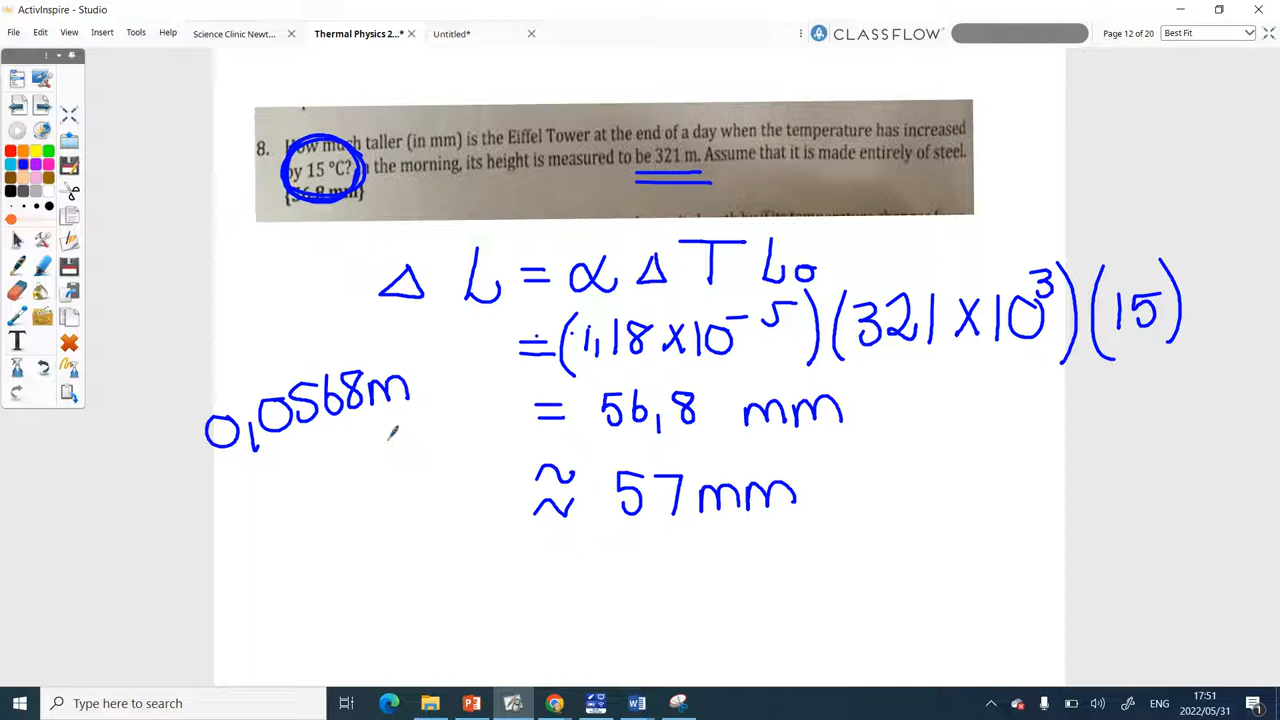 ActivInspire - Studio
File Edit View Insert Tools Help
Science Clinic Newt... Thermal Physics 2...* Untitled*
CLASSFLOW
Page 12 of 20 Best Fit
8. How much taller (in mm) is the Eiffel Tower at the end of a day when the temperature has increased
by 15 °C? In the morning, its height is measured to be 321 m. Assume that it is made entirely of steel.
{56,8 mm}
Δ L = α Δ T Lo
= (1,18 × 10⁻⁵)(321 × 10³)(15)
0,0568m
= 56,8 mm
≈ 57mm
T
Type here to search
ENG
17:51
2022/05/31